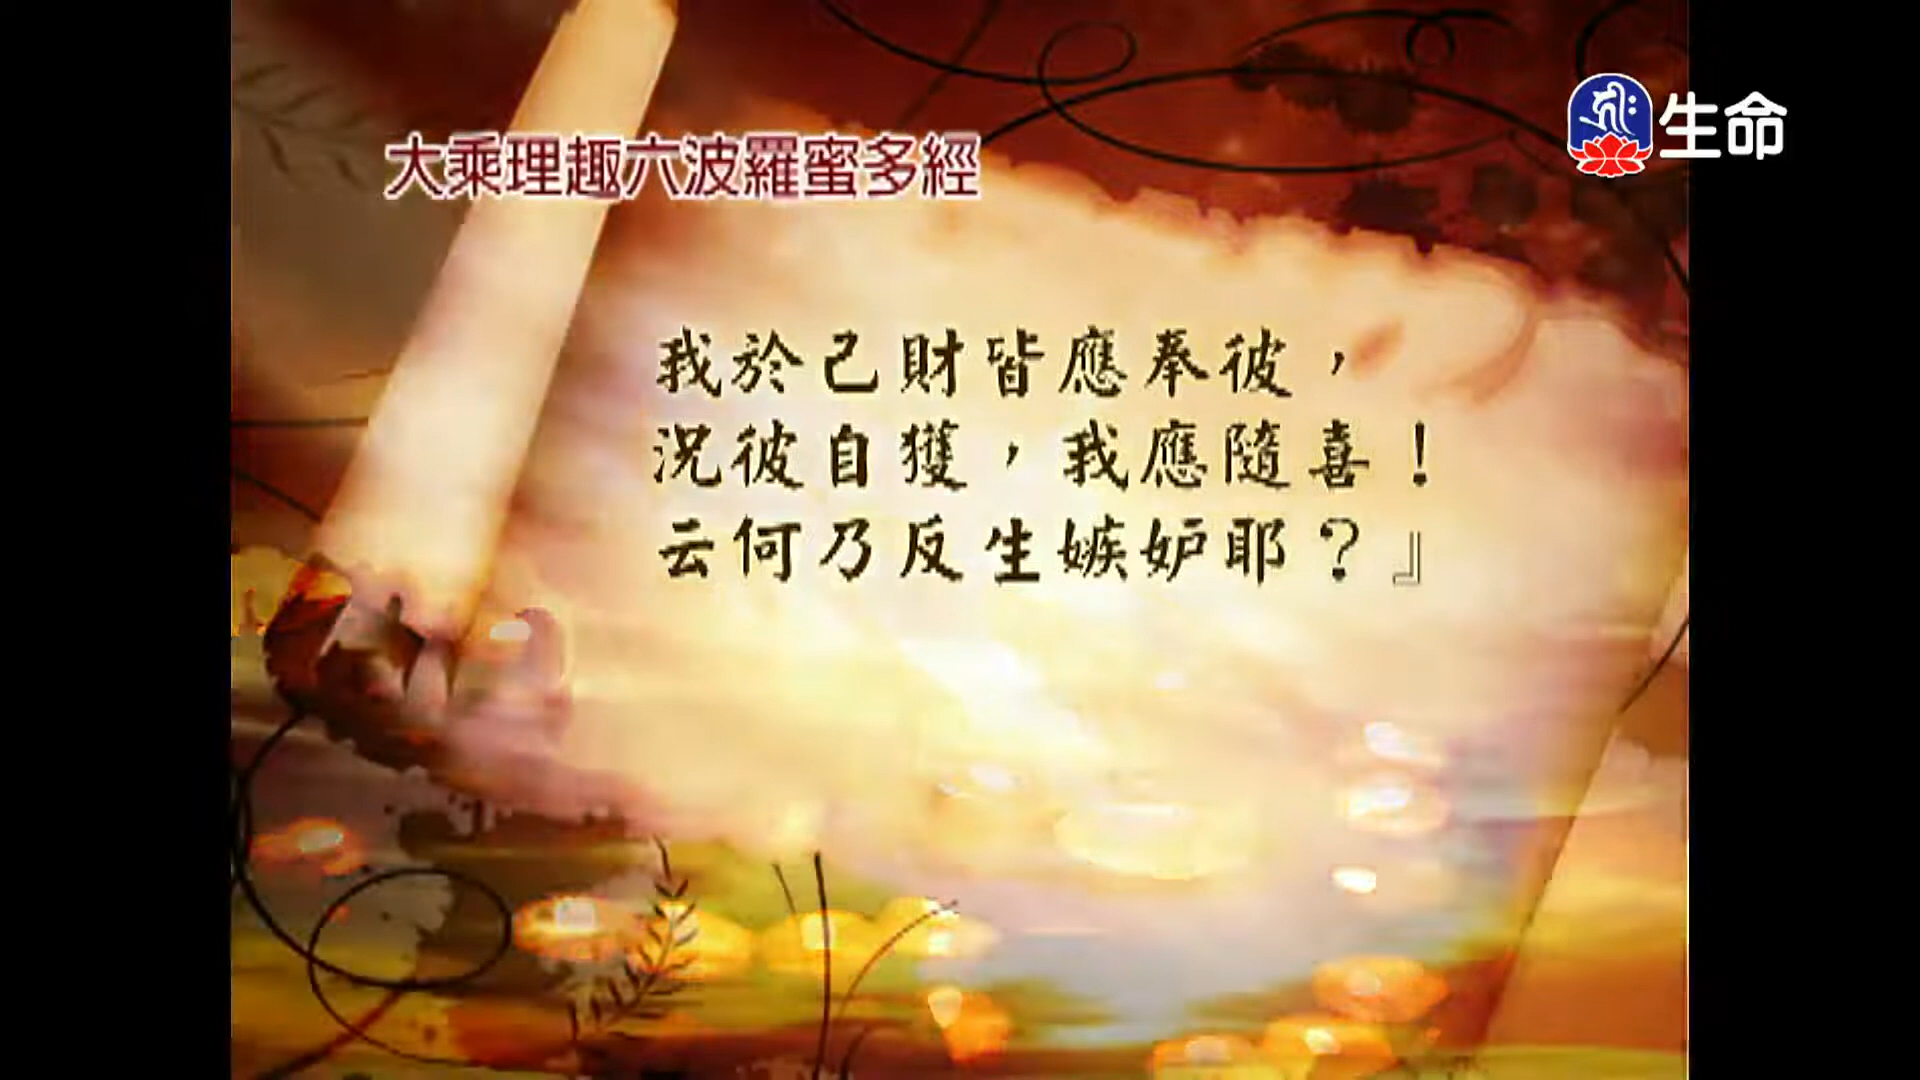 生命
大乘理趣六波羅蜜多經
我於己財皆應奉彼，
況彼自獲，我應隨喜！
云何乃反生嫉妒耶？』